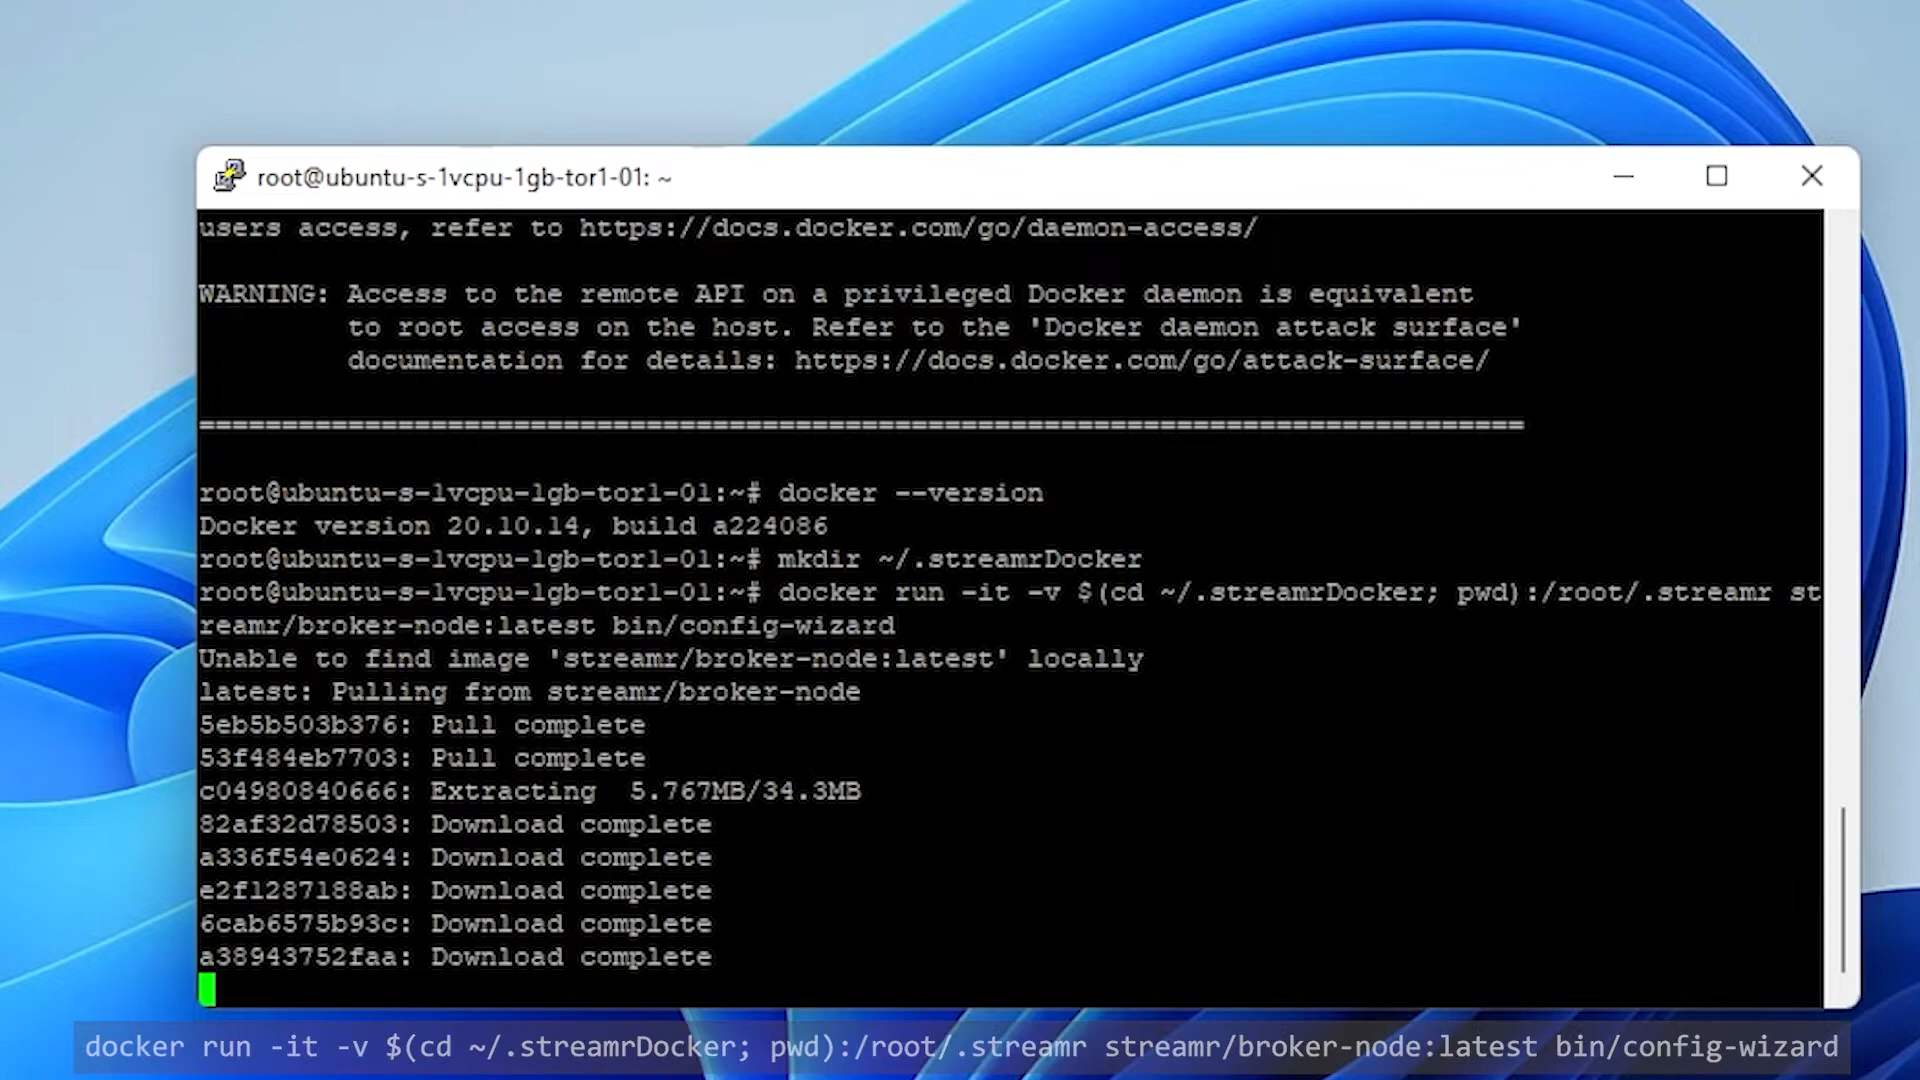 root@ubuntu-s-1vcpu-1gb-tor1-01: ~
users access, refer to https://docs.docker.com/go/daemon-access/
WARNING: Access to the remote API on a privileged Docker daemon is equivalent
to root access on the host. Refer to the 'Docker daemon attack surface'
documentation for details: https://docs.docker.com/go/attack-surface/
================================================================================
root@ubuntu-s-1vcpu-1gb-tor1-01:~# docker --version
Docker version 20.10.14, build a224086
root@ubuntu-s-1vcpu-1gb-tor1-01:~# mkdir ~/.streamrDocker
root@ubuntu-s-1vcpu-1gb-tor1-01:~# docker run -it -v $(cd ~/.streamrDocker; pwd):/root/.streamr st
reamr/broker-node:latest bin/config-wizard
Unable to find image 'streamr/broker-node:latest' locally
latest: Pulling from streamr/broker-node
5eb5b503b376: Pull complete
53f484eb7703: Pull complete
c04980840666: Extracting  5.767MB/34.3MB
82af32d78503: Download complete
a336f54e0624: Download complete
e2f1287188ab: Download complete
6cab6575b93c: Download complete
a38943752faa: Download complete
docker run -it -v $(cd ~/.streamrDocker; pwd):/root/.streamr streamr/broker-node:latest bin/config-wizard